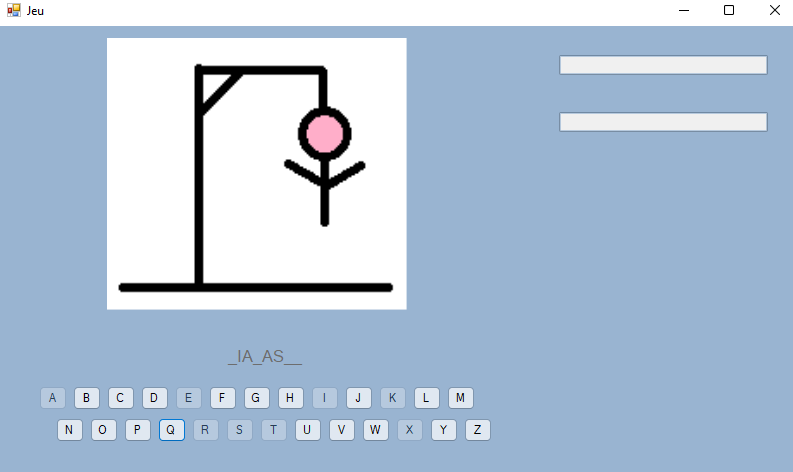 Jeu
_IA_AS__
A B C D E F G H I J K L M
N O P Q R S T U V W X Y Z